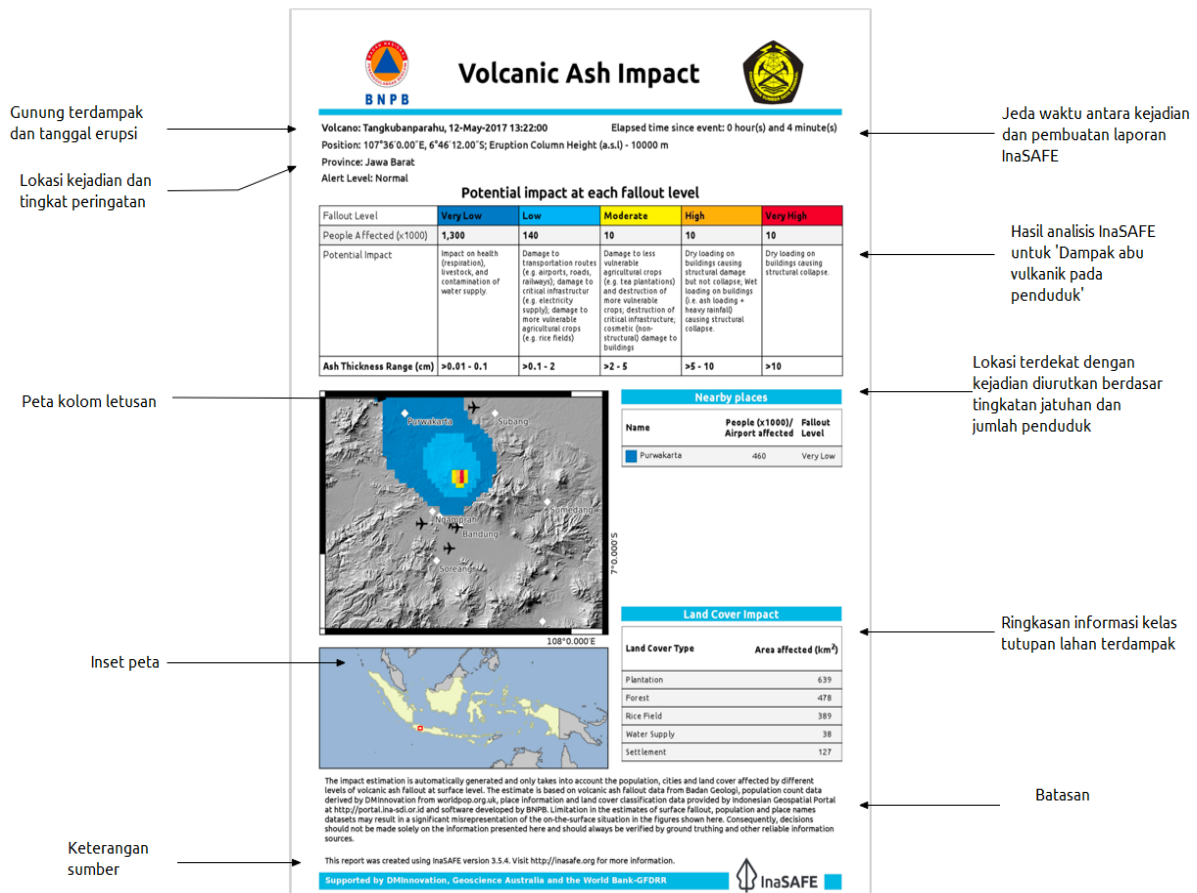 Volcanic Ash Impact
BNPB
Gunung terdampak
dan tanggal erupsi
Lokasi kejadian dan
tingkat peringatan
Volcano: Tangkubanparahu, 12-May-2017 13:22:00
Elapsed time since event: 0 hour(s) and 4 minute(s)
Position: 107°36'0.00"E, 6°46'12.00"S; Eruption Column Height (a.s.l) - 10000 m
Province: Jawa Barat
Alert Level: Normal
Jeda waktu antara kejadian
dan pembuatan laporan
InaSAFE
Potential impact at each fallout level
Fallout Level Very Low Low Moderate High Very High
People Affected (x1000) 1,300 140 10 10 10
Potential Impact
Impact on health
(respiration),
livestock, and
contamination of
water supply.
Damage to
transportation routes
(e.g. airports, roads,
railways); damage to
critical infrastructur
(e.g. electricity
supply); damage to
more vulnerable
agricultural crops
(e.g. rice fields)
Damage to less
vulnerable
agricultural crops
(e.g. tea plantations)
and destruction of
more vulnerable
crops; destruction of
critical infrastructure;
cosmetic (non-
structural) damage to
buildings
Dry loading on
buildings causing
structural damage
but not collapse; Wet
loading on buildings
(i.e. ash loading +
heavy rainfall)
causing structural
collapse.
Dry loading on
buildings causing
structural collapse.
Ash Thickness Range (cm) >0.01 - 0.1 >0.1 - 2 >2 - 5 >5 - 10 >10
Hasil analisis InaSAFE
untuk 'Dampak abu
vulkanik pada
penduduk'
Peta kolom letusan
Purwakarta
Subang
Sumedang
Ngamprah
Bandung
Soreang
7°0.000'S
108°0.000'E
Nearby places
Name
People (x1000)/
Airport affected
Fallout
Level
Purwakarta 460 Very Low
Lokasi terdekat dengan
kejadian diurutkan berdasar
tingkatan jatuhan dan
jumlah penduduk
Inset peta
Land Cover Impact
Land Cover Type Area affected (km²)
Plantation 639
Forest 478
Rice Field 389
Water Supply 38
Settlement 127
Ringkasan informasi kelas
tutupan lahan terdampak
The impact estimation is automatically generated and only takes into account the population, cities and land cover affected by different
levels of volcanic ash fallout at surface level. The estimate is based on volcanic ash fallout data from Badan Geologi, population count data
derived by DMInnovation from worldpop.org.uk, place information and land cover classification data provided by Indonesian Geospatial Portal
at http://portal.ina-sdi.or.id and software developed by BNPB. Limitation in the estimates of surface fallout, population and place names
datasets may result in a significant misrepresentation of the on-the-surface situation in the figures shown here. Consequently, decisions
should not be made solely on the information presented here and should always be verified by ground truthing and other reliable information
sources.
Batasan
Keterangan
sumber
This report was created using InaSAFE version 3.5.4. Visit http://inasafe.org for more information.
Supported by DMInnovation, Geoscience Australia and the World Bank-GFDRR
InaSAFE